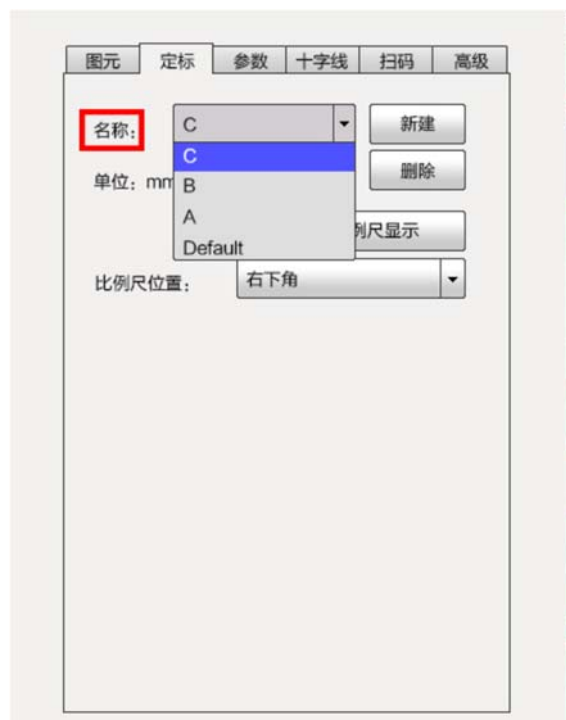 图元 定标 参数 十字线 扫码 高级
名称： C 新建
C
删除
单位：mm B
A
例尺显示
Default
比例尺位置： 右下角